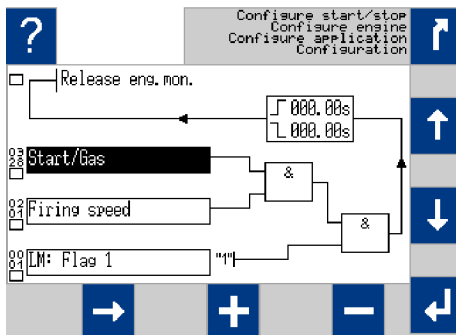 ?
Configure start/stop
Configure engine
Configure application
Configuration
Release eng.mon.
000.00s
000.00s
03
28
Start/Gas
&
02
01
Firing speed
&
00
01
LM: Flag 1
"1"